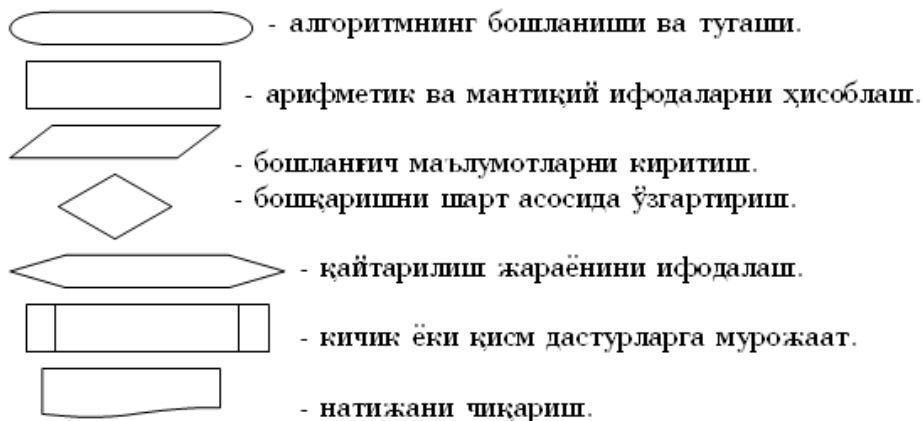 - алгоритмнинг бошланиши ва тугаши.
- арифметик ва мантиқий ифодаларни ҳисоблаш.
- бошланғич маълумотларни киритиш.
- бошқаришни шарт асосида ўзгартириш.
- қайтарилиш жараёнини ифодалаш.
- кичик ёки қисм дастурларга мурожаат.
- натижани чиқариш.